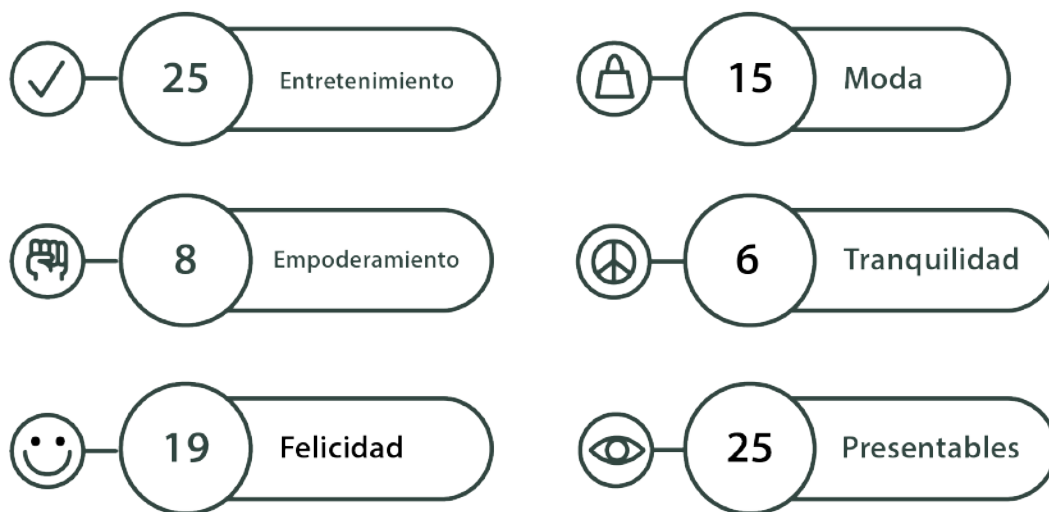 25 Entretenimiento
15 Moda
8 Empoderamiento
6 Tranquilidad
19 Felicidad
25 Presentables